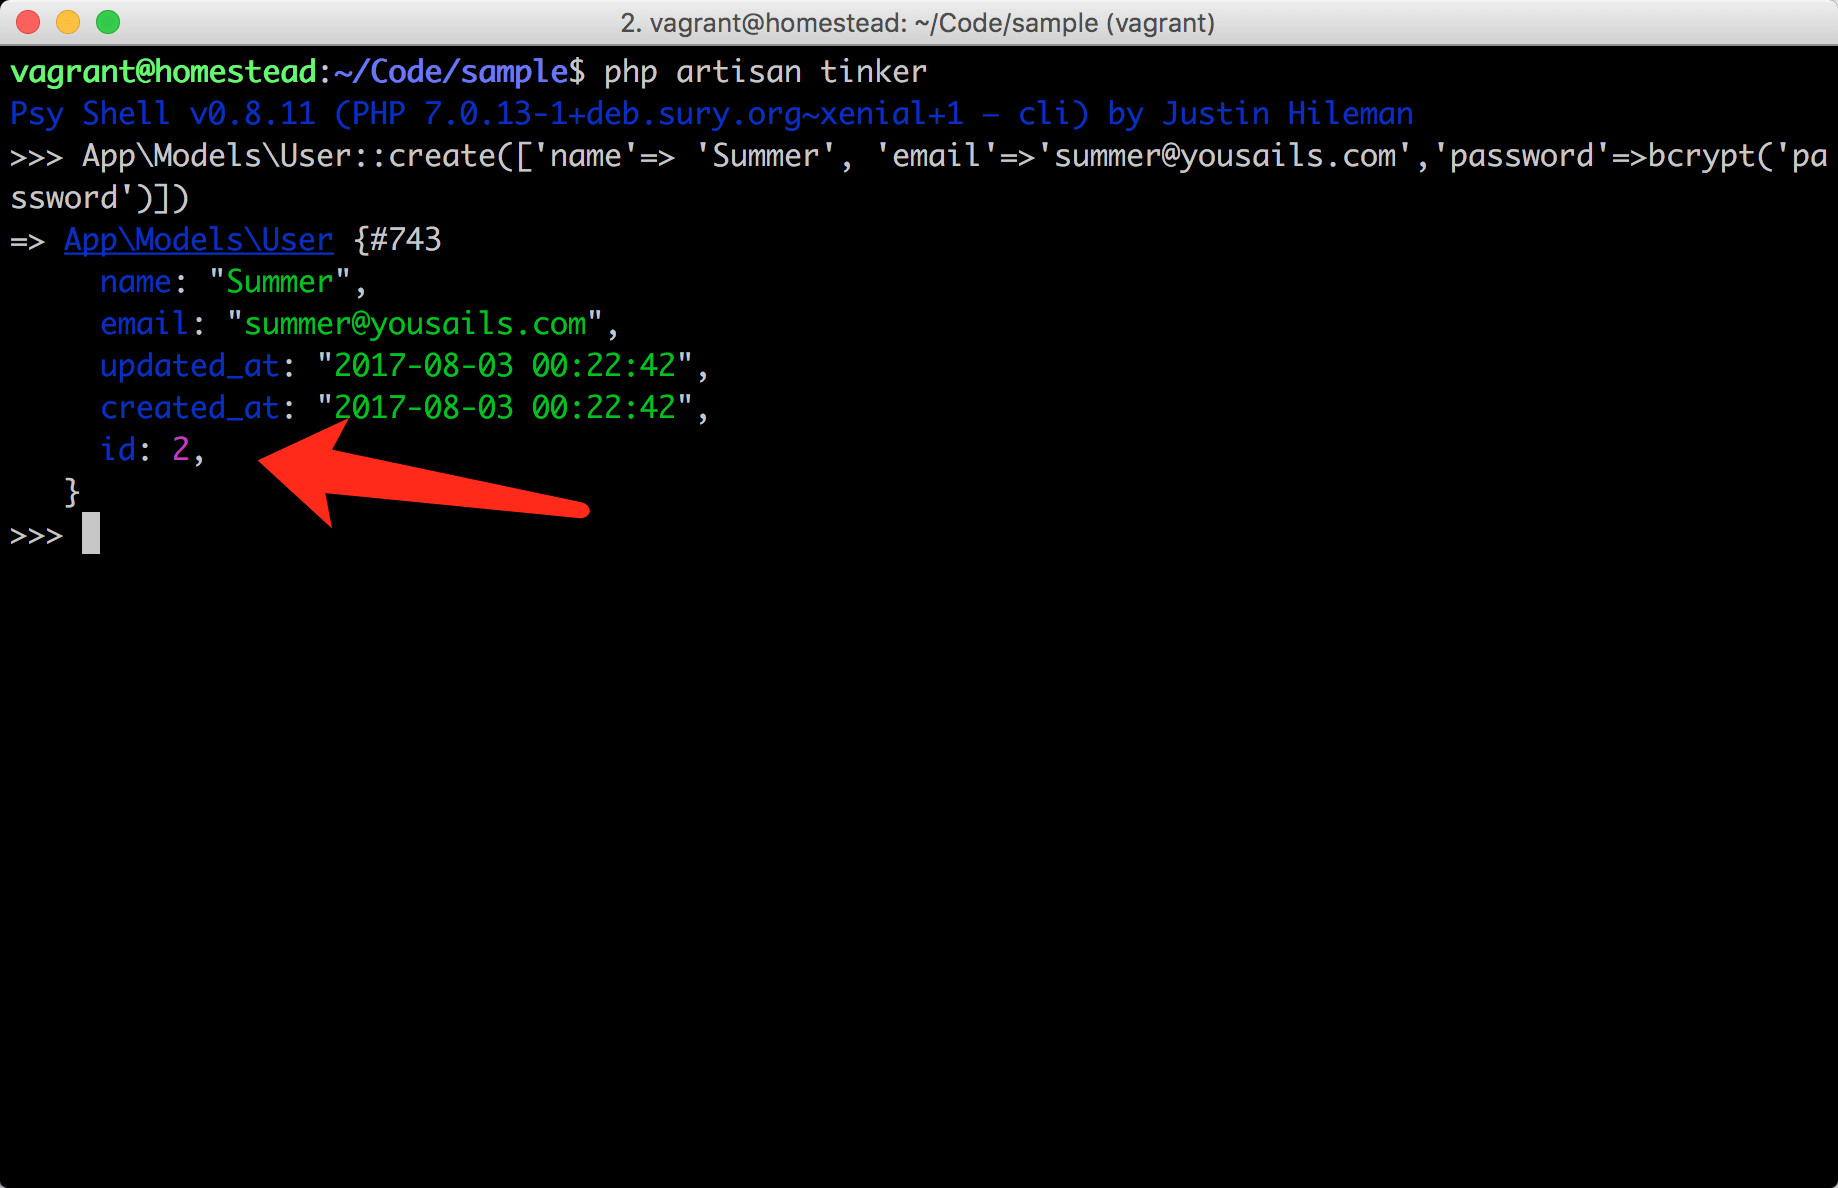 2. vagrant@homestead: ~/Code/sample (vagrant)
vagrant@homestead:~/Code/sample$ php artisan tinker
Psy Shell v0.8.11 (PHP 7.0.13-1+deb.sury.org~xenial+1 — cli) by Justin Hileman
>>> App\Models\User::create(['name'=> 'Summer', 'email'=>'summer@yousails.com','password'=>bcrypt('pa
ssword')])
=> App\Models\User {#743
name: "Summer",
email: "summer@yousails.com",
updated_at: "2017-08-03 00:22:42",
created_at: "2017-08-03 00:22:42",
id: 2,
}
>>>